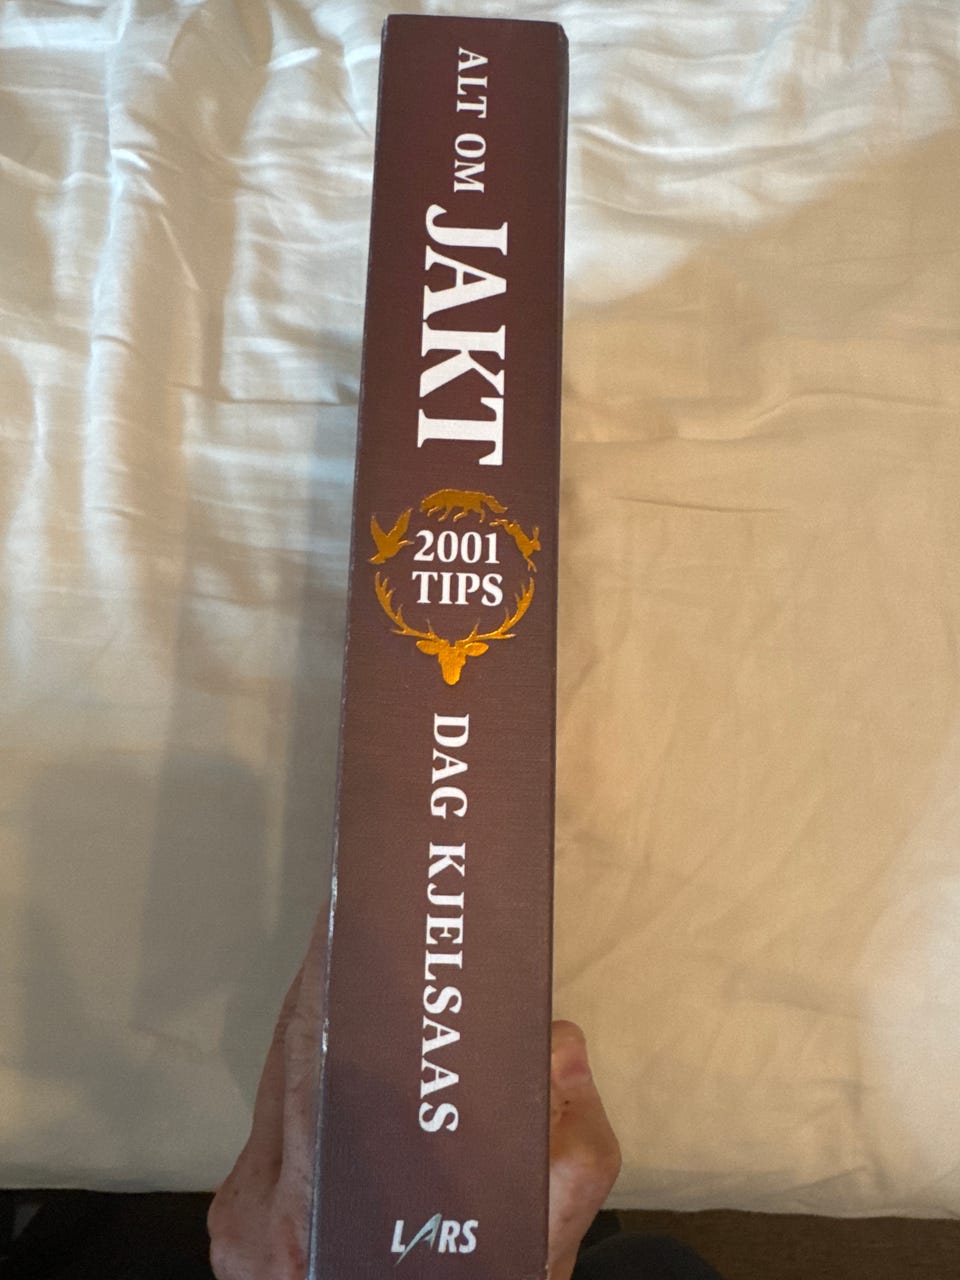 ALT OM JAKT
2001
TIPS
DAG KJELSAAS
LARS